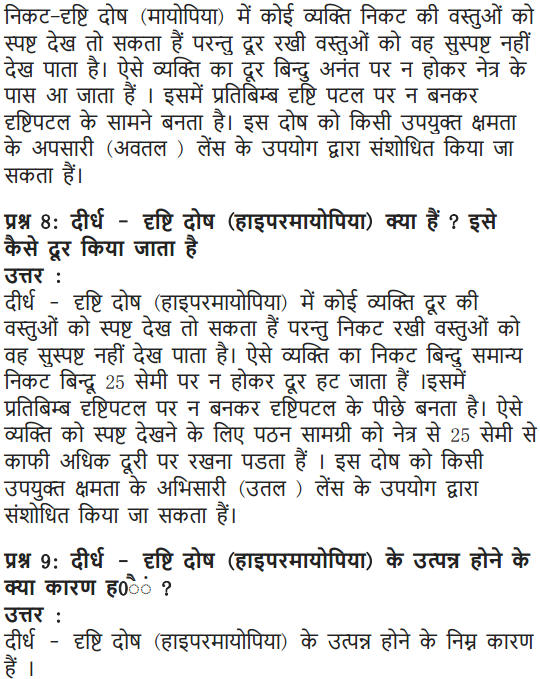 निकट-दृष्टि दोष (मायोपिया) में कोई व्यक्ति निकट की वस्तुओं को
स्पष्ट देख तो सकता हैं परन्तु दूर रखी वस्तुओं को वह सुस्पष्ट नहीं
देख पाता है। ऐसे व्यक्ति का दूर बिन्दु अनंत पर न होकर नेत्र के
पास आ जाता हैं । इसमें प्रतिबिम्ब दृष्टि पटल पर न बनकर
दृष्टिपटल के सामने बनता है। इस दोष को किसी उपयुक्त क्षमता
के अपसारी (अवतल ) लेंस के उपयोग द्वारा संशोधित किया जा
सकता हैं।
प्रश्न 8: दीर्ध - दृष्टि दोष (हाइपरमायोपिया) क्या हैं ? इसे
कैसे दूर किया जाता है
उत्तर :
दीर्ध - दृष्टि दोष (हाइपरमायोपिया) में कोई व्यक्ति दूर की
वस्तुओं को स्पष्ट देख तो सकता हैं परन्तु निकट रखी वस्तुओं को
वह सुस्पष्ट नहीं देख पाता है। ऐसे व्यक्ति का निकट बिन्दु समान्य
निकट बिन्दू 25 सेमी पर न होकर दूर हट जाता हैं ।इसमें
प्रतिबिम्ब दृष्टिपटल पर न बनकर दृष्टिपटल के पीछे बनता है। ऐसे
व्यक्ति को स्पष्ट देखने के लिए पठन सामग्री को नेत्र से 25 सेमी से
काफी अधिक दूरी पर रखना पडता हैं । इस दोष को किसी
उपयुक्त क्षमता के अभिसारी (उतल ) लेंस के उपयोग द्वारा
संशोधित किया जा सकता हैं।
प्रश्न 9: दीर्ध - दृष्टि दोष (हाइपरमायोपिया) के उत्पन्न होने के
क्या कारण ह0ैं ?
उत्तर :
दीर्ध - दृष्टि दोष (हाइपरमायोपिया) के उत्पन्न होने के निम्न कारण
हैं ।